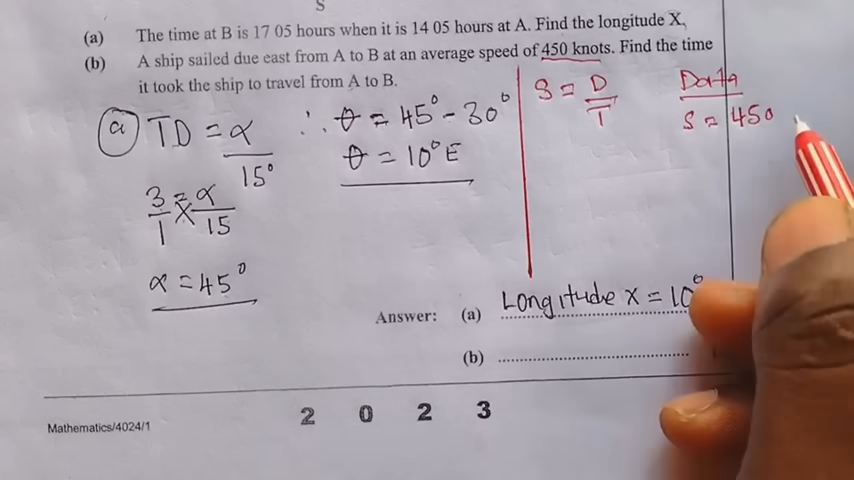 S
(a) The time at B is 17 05 hours when it is 14 05 hours at A. Find the longitude X.
(b) A ship sailed due east from A to B at an average speed of 450 knots. Find the time
it took the ship to travel from A to B.
(a) TD = α/15°
3/1 = α/15
α = 45°
∴ θ = 45° - 30°
θ = 10° E
S = D/T
Data
S = 450
Answer: (a) Longitude x = 10°
(b)
Mathematics/4024/1
2 0 2 3